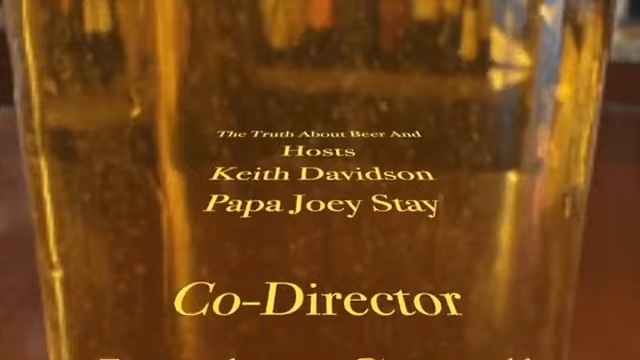 The Truth About Beer And
Hosts
Keith Davidson
Papa Joey Stay
Co-Director